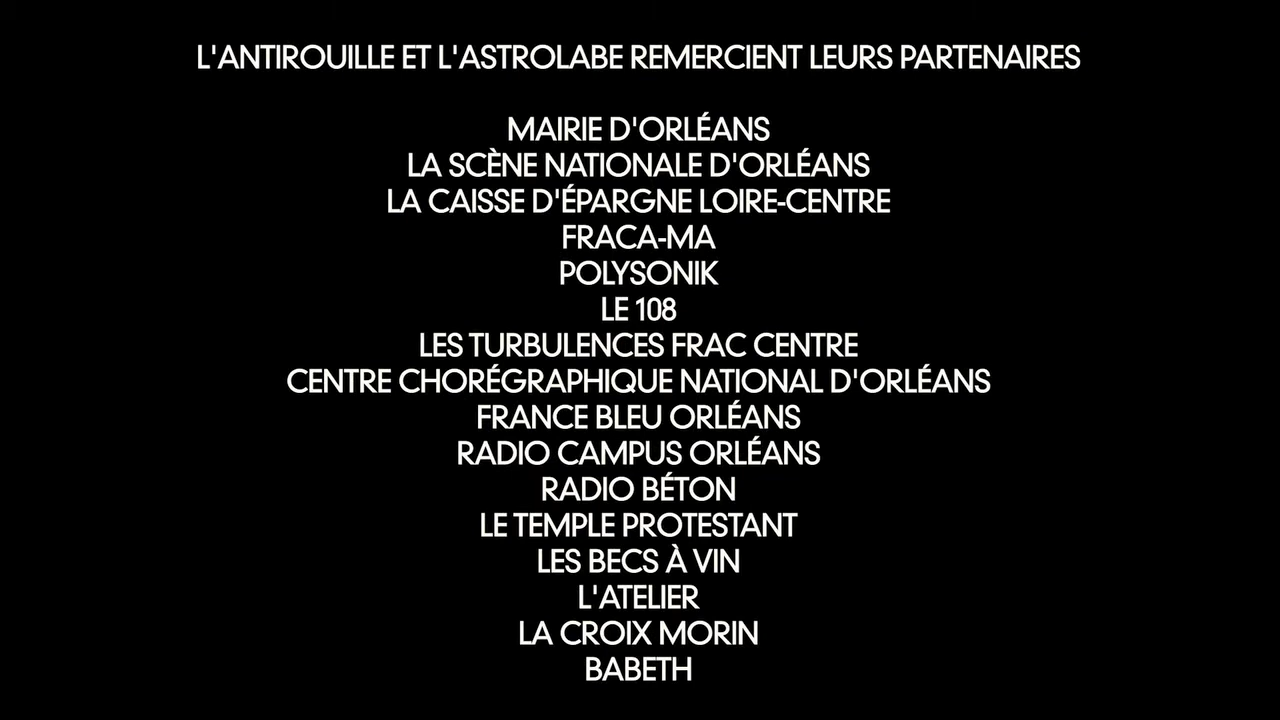 L'ANTIROUILLE ET L'ASTROLABE REMERCIENT LEURS PARTENAIRES
MAIRIE D'ORLÉANS
LA SCÈNE NATIONALE D'ORLÉANS
LA CAISSE D'ÉPARGNE LOIRE-CENTRE
FRACA-MA
POLYSONIK
LE 108
LES TURBULENCES FRAC CENTRE
CENTRE CHORÉGRAPHIQUE NATIONAL D'ORLÉANS
FRANCE BLEU ORLÉANS
RADIO CAMPUS ORLÉANS
RADIO BÉTON
LE TEMPLE PROTESTANT
LES BECS À VIN
L'ATELIER
LA CROIX MORIN
BABETH